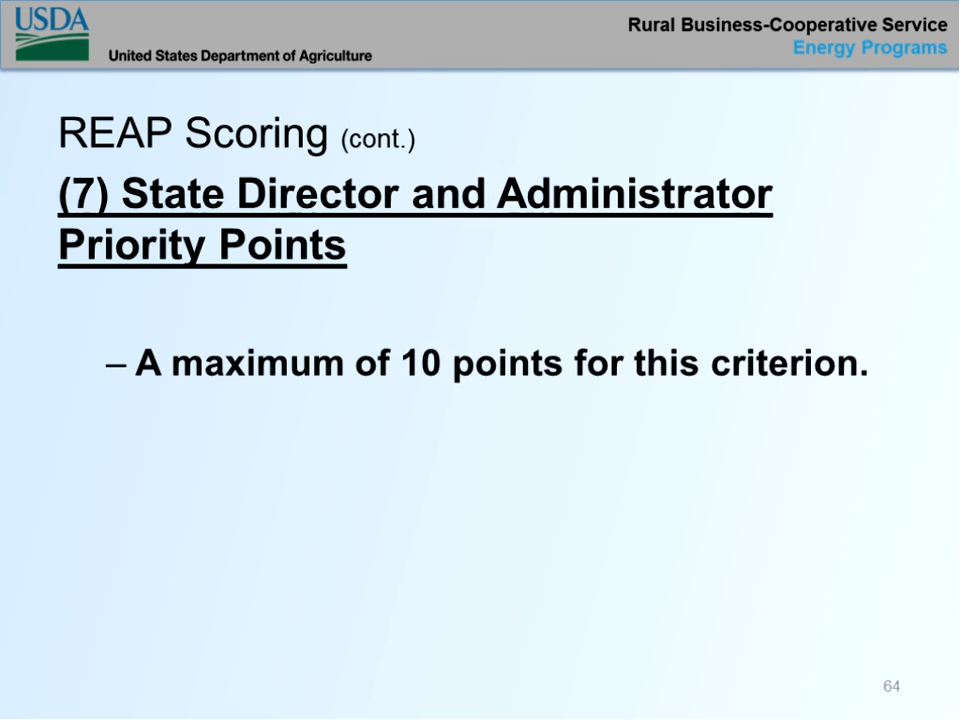 USDA
United States Department of Agriculture
Rural Business-Cooperative Service
Energy Programs
REAP Scoring (cont.)
(7) State Director and Administrator
Priority Points
– A maximum of 10 points for this criterion.
64